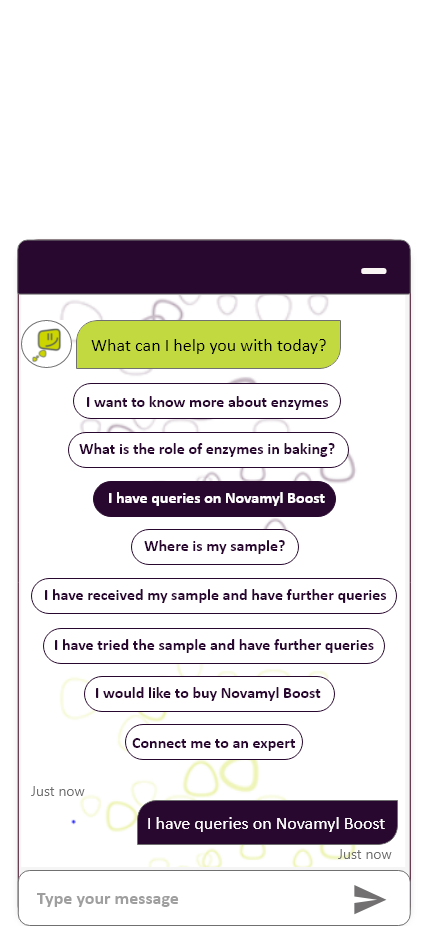 What can I help you with today?
I want to know more about enzymes
What is the role of enzymes in baking?
I have queries on Novamyl Boost
Where is my sample?
I have received my sample and have further queries
I have tried the sample and have further queries
I would like to buy Novamyl Boost
Connect me to an expert
Just now
I have queries on Novamyl Boost
Just now
Type your message